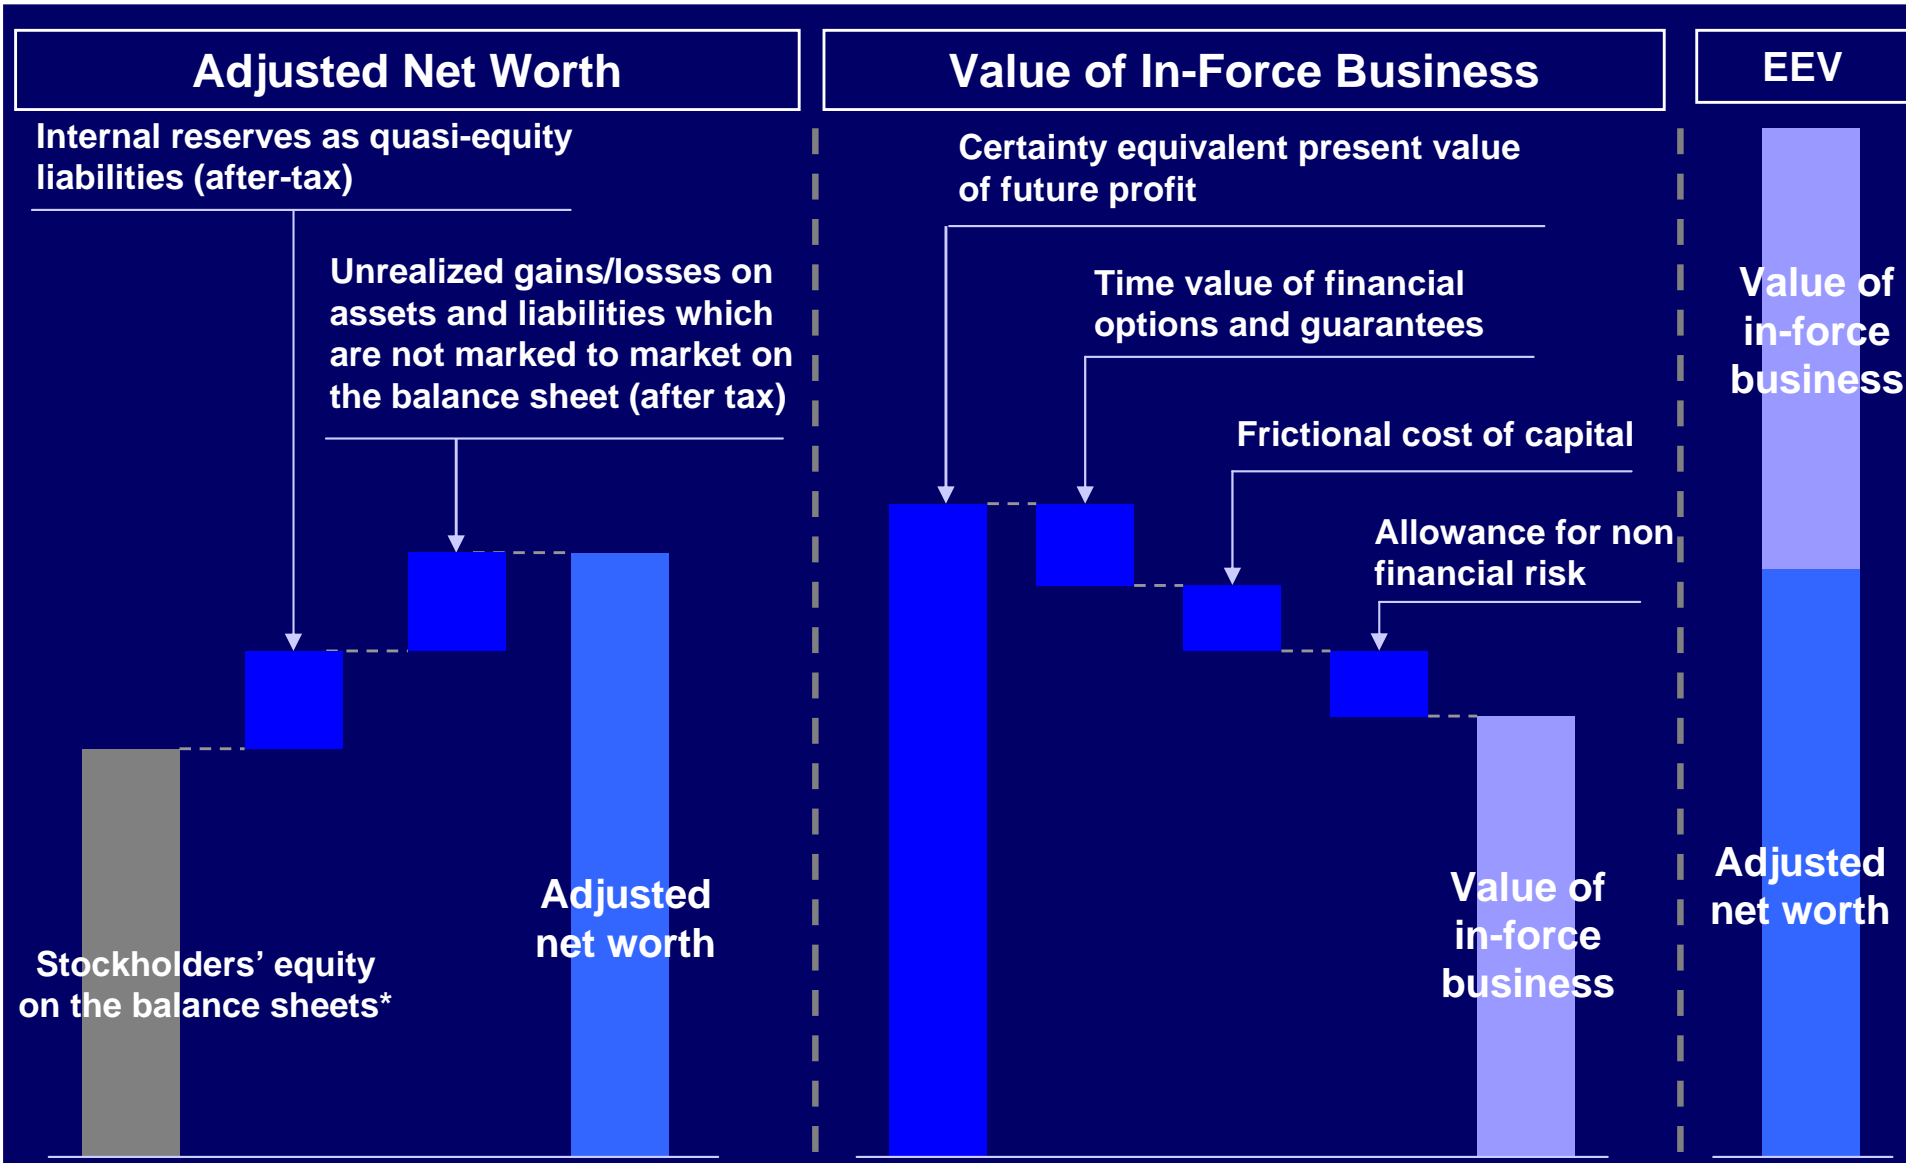 Adjusted Net Worth
Internal reserves as quasi-equity
liabilities (after-tax)
Unrealized gains/losses on
assets and liabilities which
are not marked to market on
the balance sheet (after tax)
Stockholders’ equity
on the balance sheets*
Adjusted
net worth
Value of In-Force Business
Certainty equivalent present value
of future profit
Time value of financial
options and guarantees
Frictional cost of capital
Allowance for non
financial risk
Value of
in-force
business
EEV
Value of
in-force
business
Adjusted
net worth